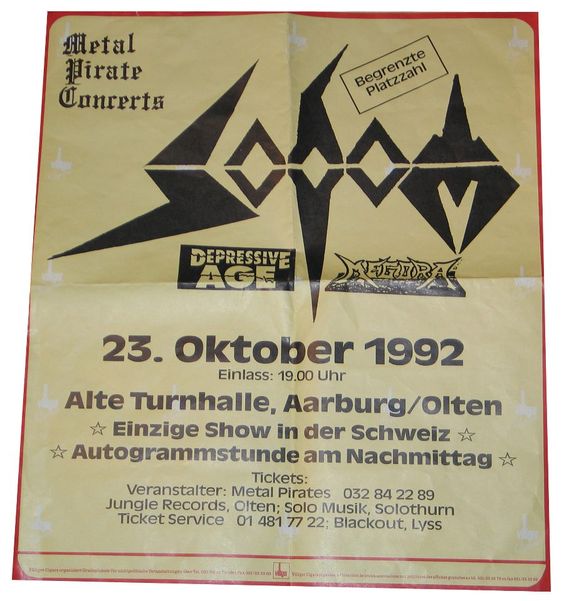 Metal
Pirate
Concerts
Begrenzte
Platzzahl
SODOM
DEPRESSIVE
AGE
MEGORA
23. Oktober 1992
Einlass: 19.00 Uhr
Alte Turnhalle, Aarburg/Olten
☆ Einzige Show in der Schweiz ☆
☆ Autogrammstunde am Nachmittag ☆
Tickets:
Veranstalter: Metal Pirates 032 84 22 89
Jungle Records, Olten; Solo Musik, Solothurn
Ticket Service 01 481 77 22; Blackout, Lyss